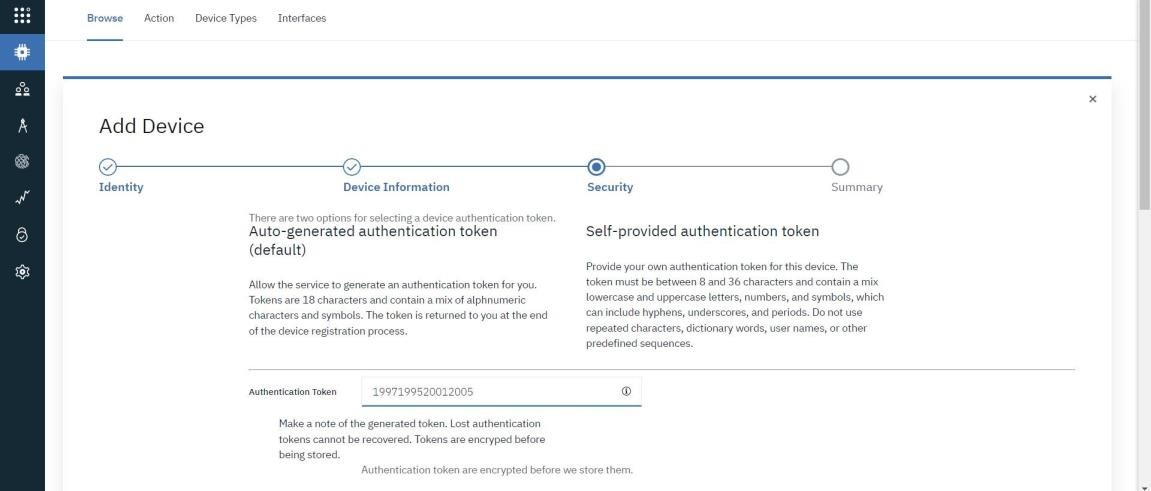 Browse Action Device Types Interfaces
Add Device
Identity Device Information Security Summary
There are two options for selecting a device authentication token.
Auto-generated authentication token
(default)
Allow the service to generate an authentication token for you.
Tokens are 18 characters and contain a mix of alphnumeric
characters and symbols. The token is returned to you at the end
of the device registration process.
Self-provided authentication token
Provide your own authentication token for this device. The
token must be between 8 and 36 characters and contain a mix
lowercase and uppercase letters, numbers, and symbols, which
can include hyphens, underscores, and periods. Do not use
repeated characters, dictionary words, user names, or other
predefined sequences.
Authentication Token 1997199520012005
Make a note of the generated token. Lost authentication
tokens cannot be recovered. Tokens are encryped before
being stored.
Authentication token are encrypted before we store them.